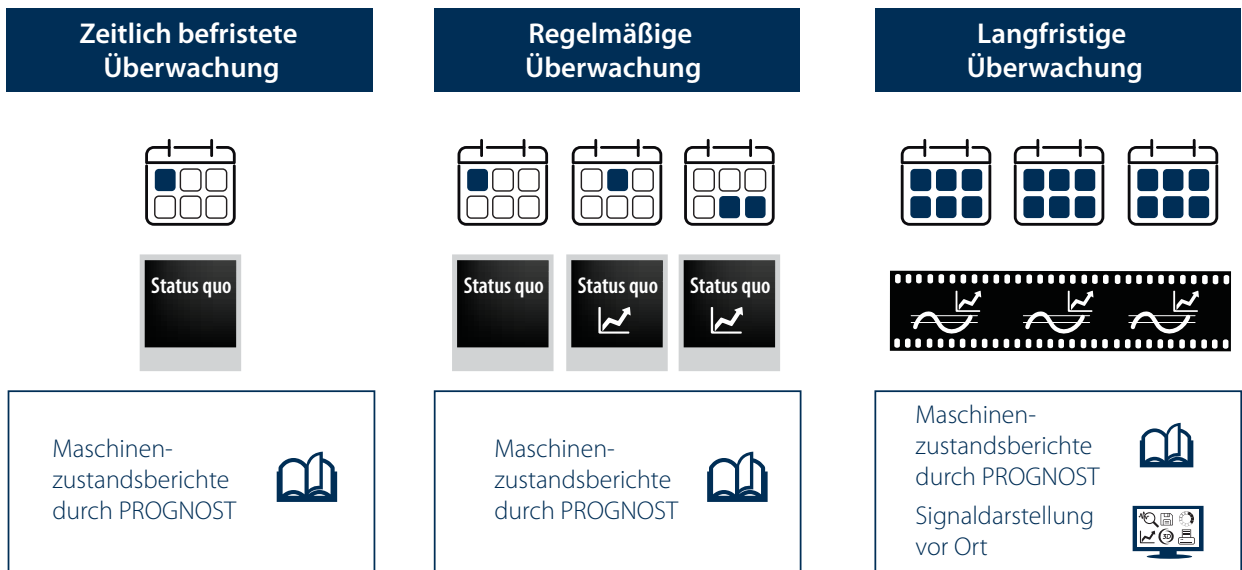 Zeitlich befristete
Überwachung
Regelmäßige
Überwachung
Langfristige
Überwachung
Status quo
Status quo
Status quo
Status quo
Maschinen-
zustandsberichte
durch PROGNOST
Maschinen-
zustandsberichte
durch PROGNOST
Maschinen-
zustandsberichte
durch PROGNOST
Signaldarstellung
vor Ort
3D